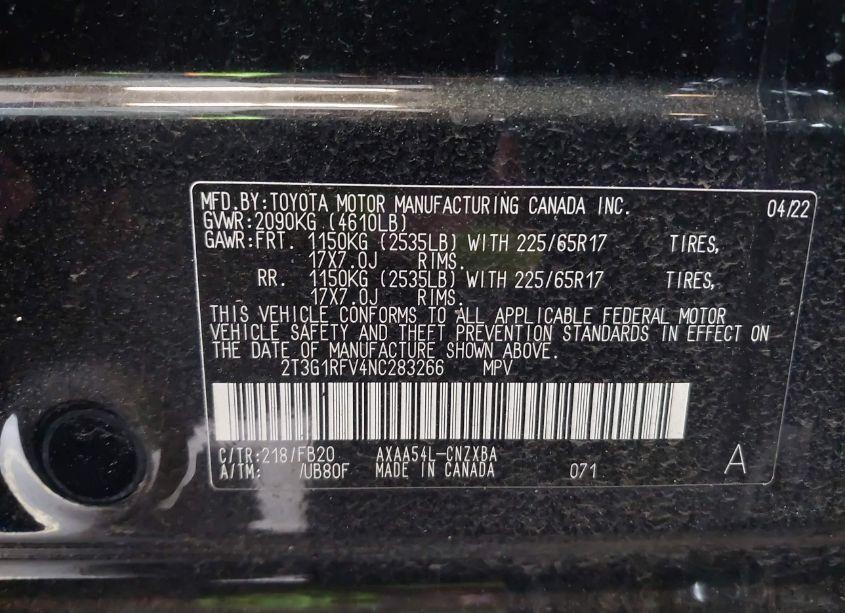 MFD.BY:TOYOTA MOTOR MANUFACTURING CANADA INC. 04/22
GVWR:2090KG (4610LB)
GAWR:FRT. 1150KG (2535LB) WITH 225/65R17 TIRES,
17X7.0J RIMS.
RR. 1150KG (2535LB) WITH 225/65R17 TIRES,
17X7.0J RIMS.
THIS VEHICLE CONFORMS TO ALL APPLICABLE FEDERAL MOTOR
VEHICLE SAFETY AND THEFT PREVENTION STANDARDS IN EFFECT ON
THE DATE OF MANUFACTURE SHOWN ABOVE.
2T3G1RFV4NC283266 MPV
C/TR:218/FB20 AXAA54L-CNZXBA
A/TM: /UB80F MADE IN CANADA 071 A